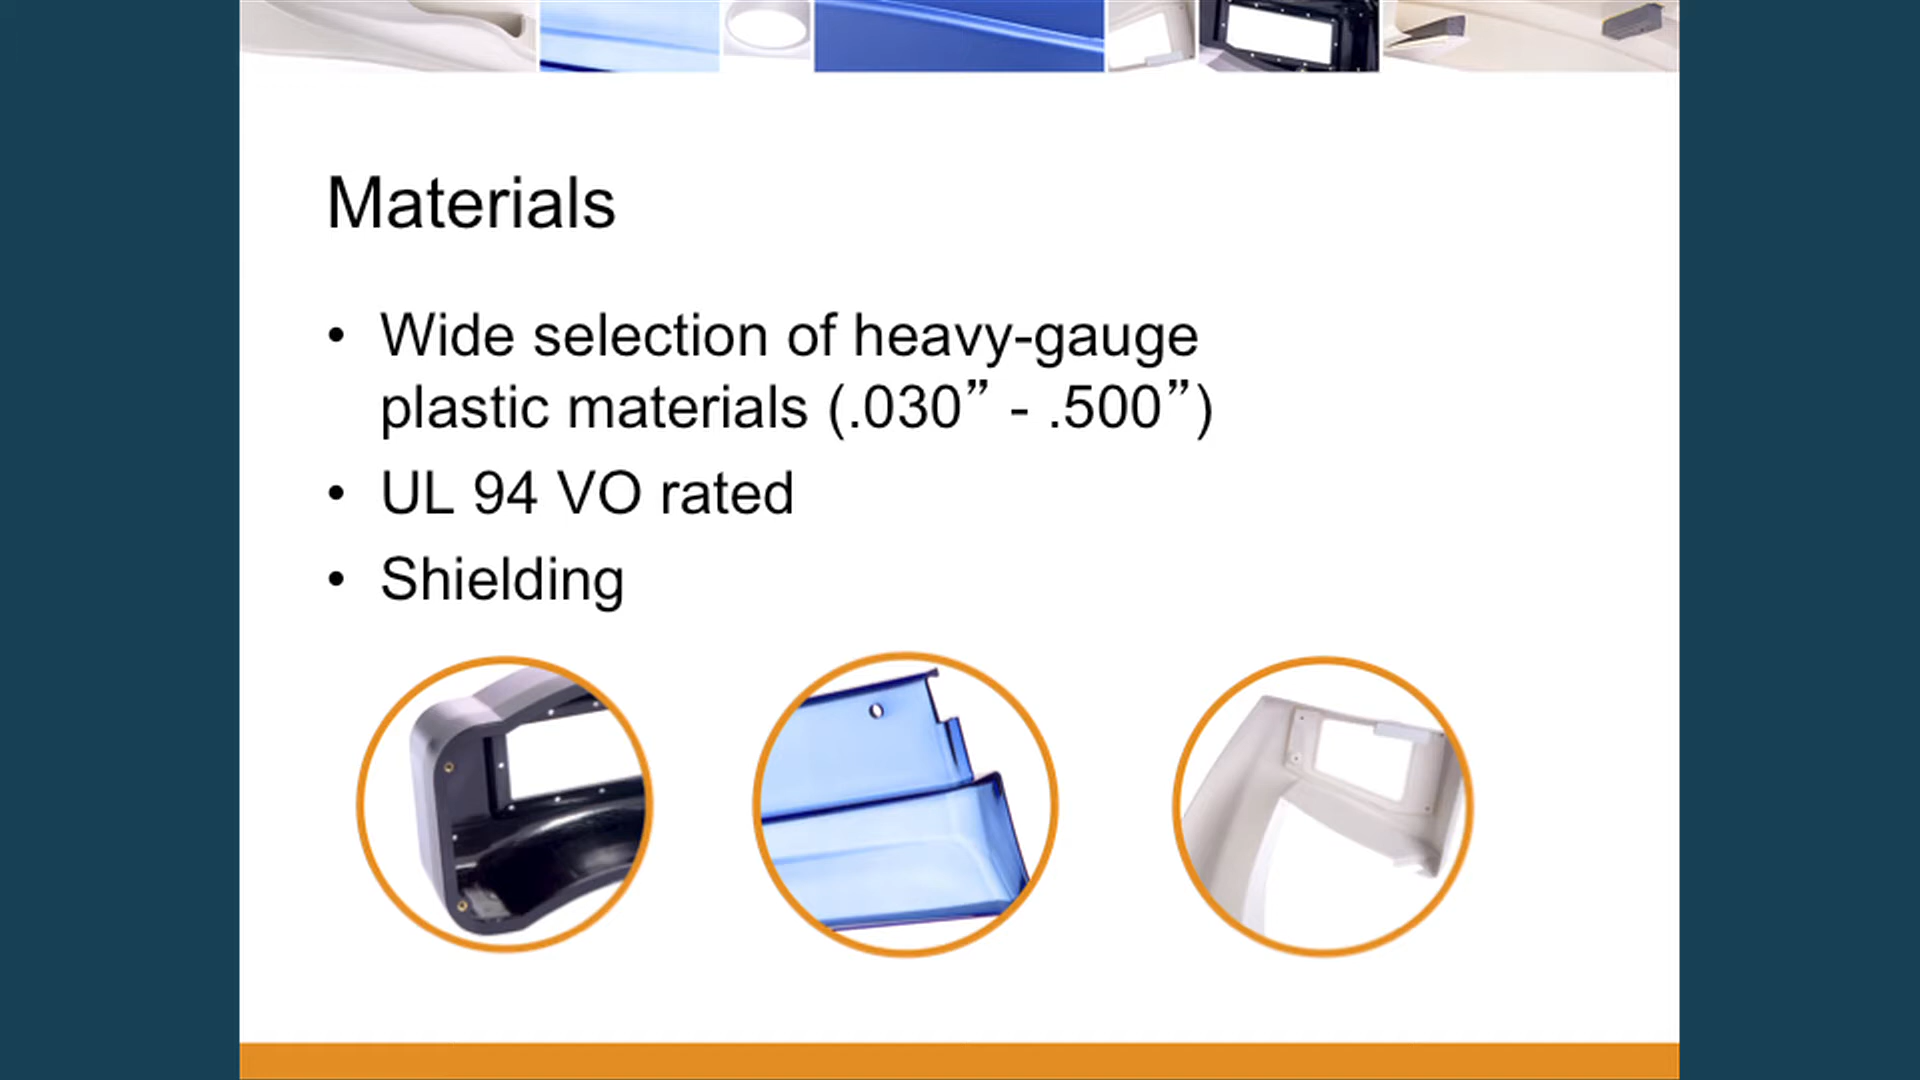 Materials
• Wide selection of heavy-gauge
plastic materials (.030” - .500”)
• UL 94 VO rated
• Shielding